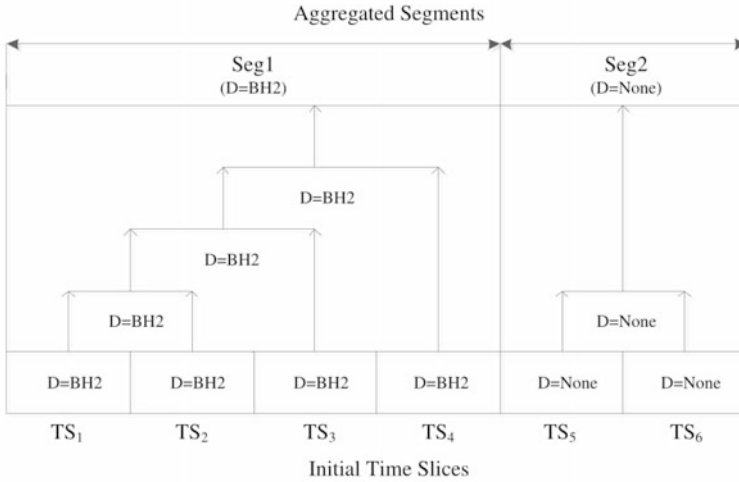 Aggregated Segments
Seg1 Seg2
(D=BH2) (D=None)
D=BH2
D=BH2
D=BH2 D=None
D=BH2 D=BH2 D=BH2 D=BH2 D=None D=None
TS₁ TS₂ TS₃ TS₄ TS₅ TS₆
Initial Time Slices